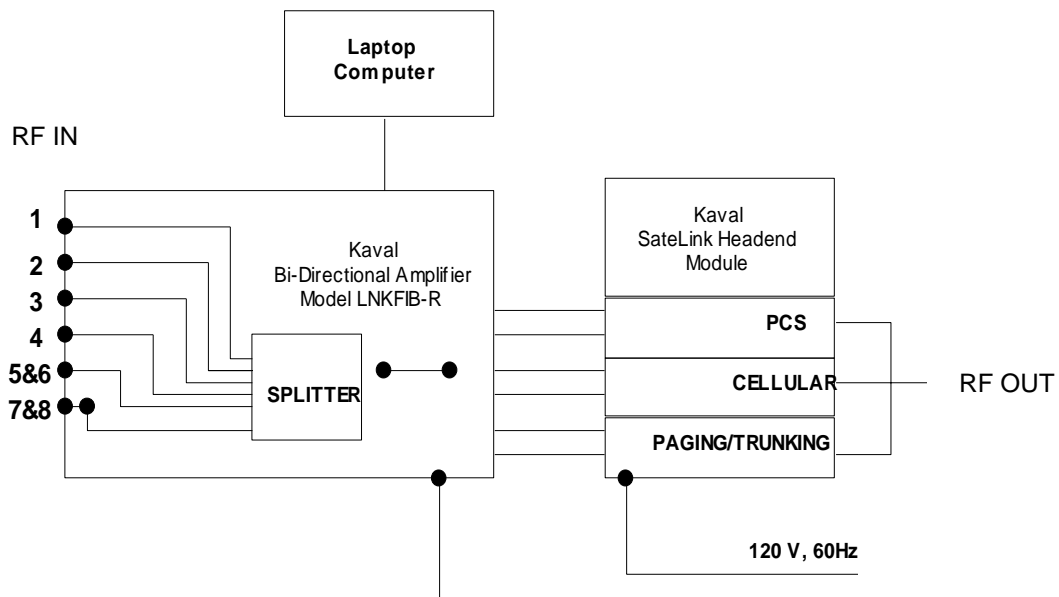 Laptop
Computer
RF IN
1
2
3
4
5&6
7&8
Kaval
Bi-Directional Amplifier
Model LNKFIB-R
SPLITTER
Kaval
SateLink Headend
Module
PCS
CELLULAR
PAGING/TRUNKING
RF OUT
120 V, 60Hz